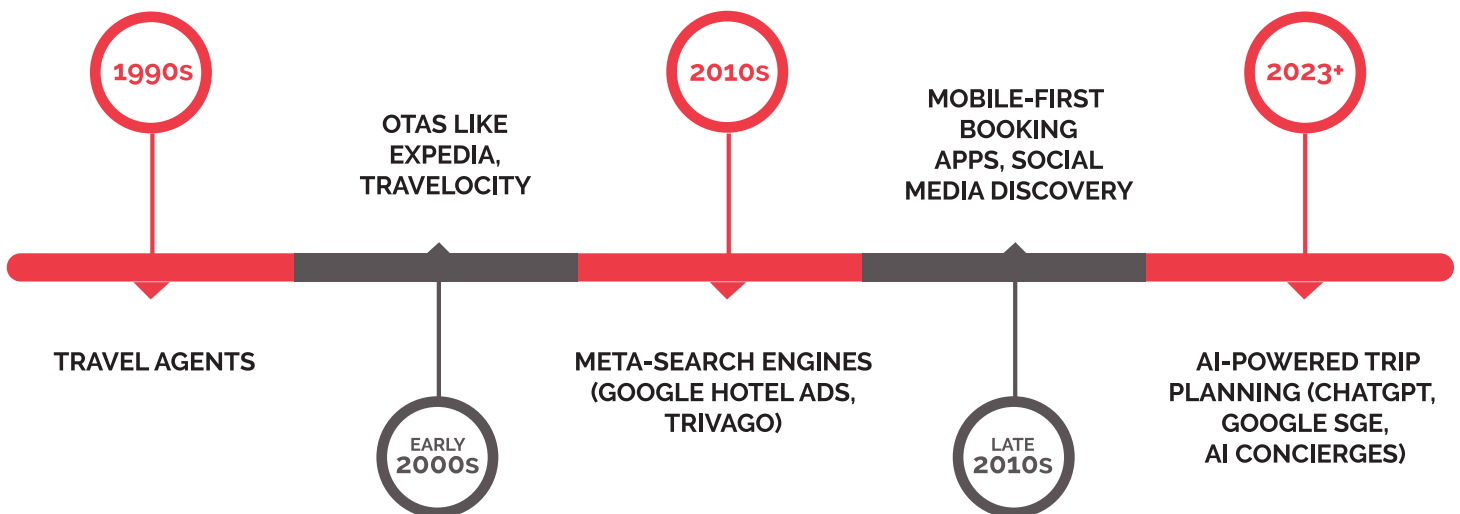 1990s
TRAVEL AGENTS
OTAS LIKE
EXPEDIA,
TRAVELOCITY
EARLY
2000s
2010s
META-SEARCH ENGINES
(GOOGLE HOTEL ADS,
TRIVAGO)
MOBILE-FIRST
BOOKING
APPS, SOCIAL
MEDIA DISCOVERY
LATE
2010s
2023+
AI-POWERED TRIP
PLANNING (CHATGPT,
GOOGLE SGE,
AI CONCIERGES)